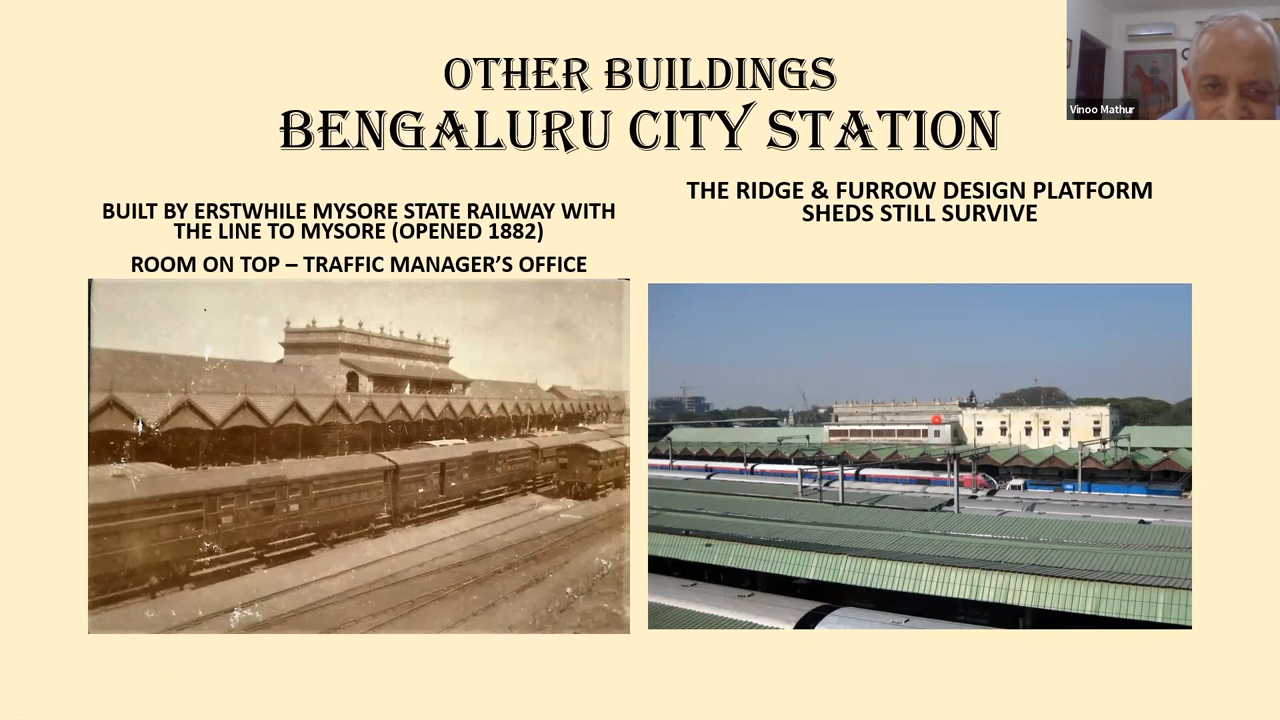 OTHER BUILDINGS
BENGALURU CITY STATION
Vinoo Mathur
BUILT BY ERSTWHILE MYSORE STATE RAILWAY WITH
THE LINE TO MYSORE (OPENED 1882)
ROOM ON TOP – TRAFFIC MANAGER'S OFFICE
THE RIDGE & FURROW DESIGN PLATFORM
SHEDS STILL SURVIVE